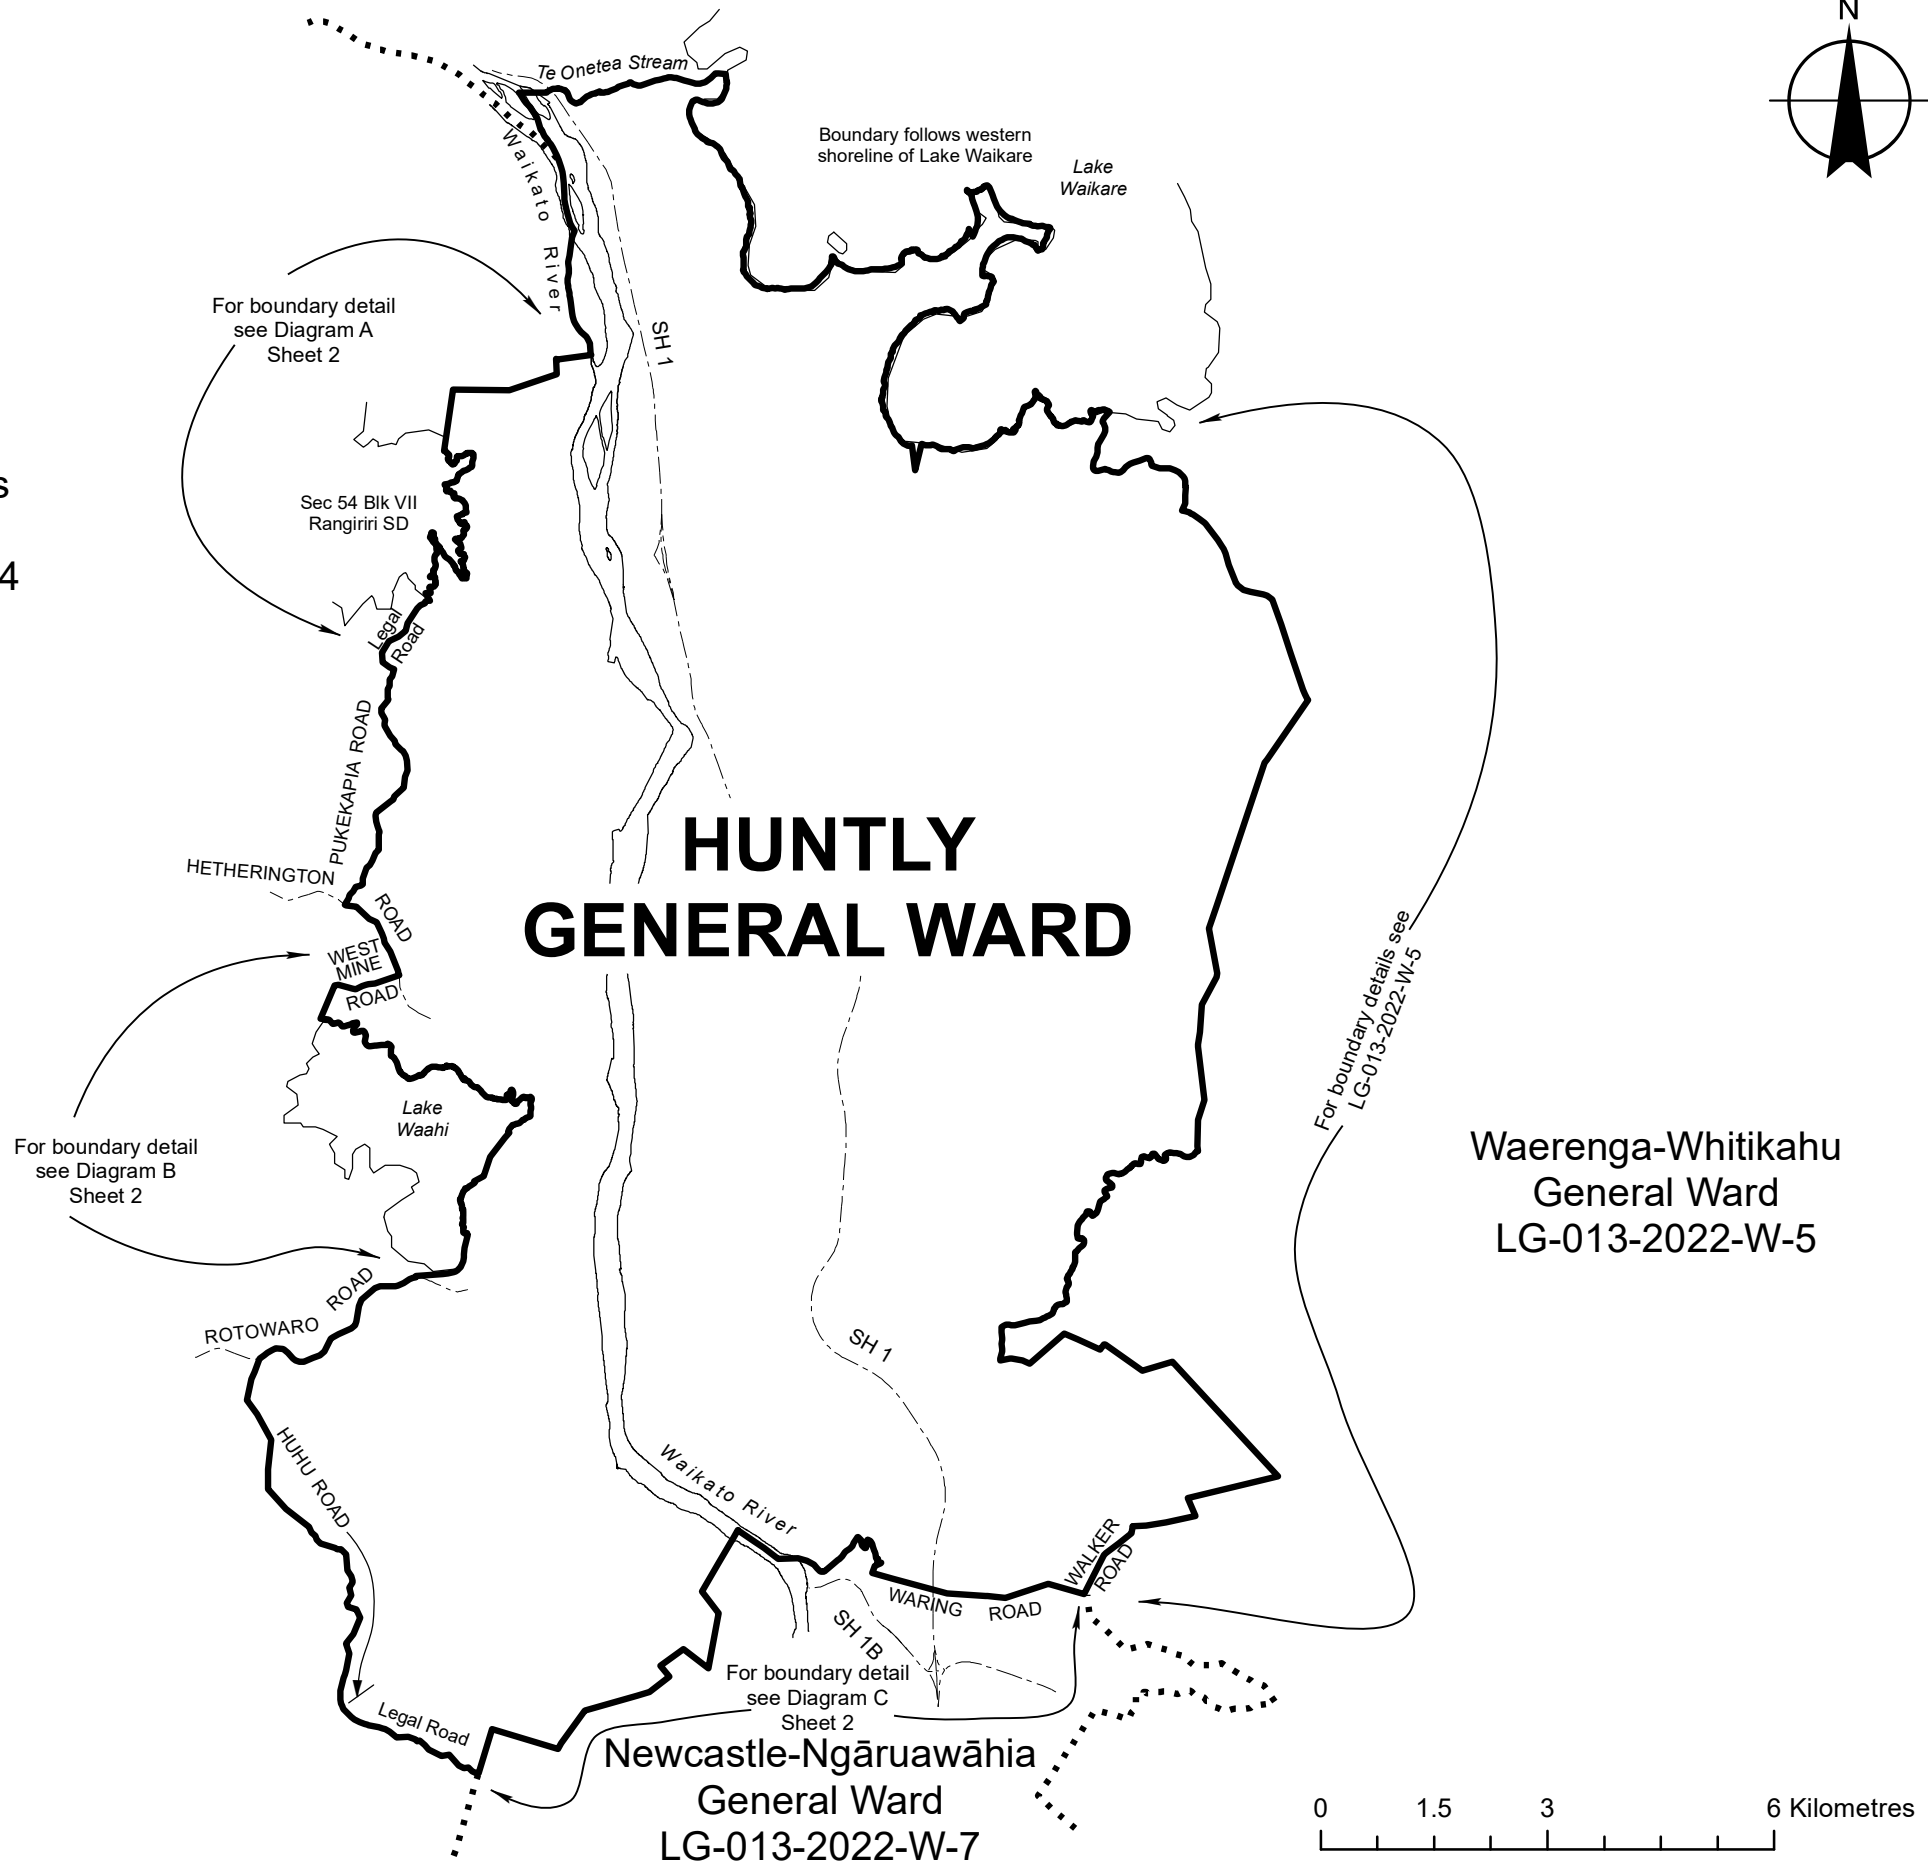 N
Te Onetea Stream
Waikato River
Boundary follows western
shoreline of Lake Waikare
Lake
Waikare
For boundary detail
see Diagram A
Sheet 2
SH 1
s
4
Sec 54 Blk VII
Rangiriri SD
Legal
Road
PUKEKAPIA ROAD
HUNTLY
GENERAL WARD
HETHERINGTON
ROAD
WEST
MINE
ROAD
For boundary details see
LG-013-2022-W-5
Lake
Waahi
For boundary detail
see Diagram B
Sheet 2
Waerenga-Whitikahu
General Ward
LG-013-2022-W-5
ROTOWARO ROAD
SH 1
HUHU ROAD
Waikato River
WALKER
ROAD
WARING ROAD
SH 1B
For boundary detail
see Diagram C
Sheet 2
Legal Road
Newcastle-Ngāruawāhia
General Ward
LG-013-2022-W-7
0 1.5 3 6 Kilometres